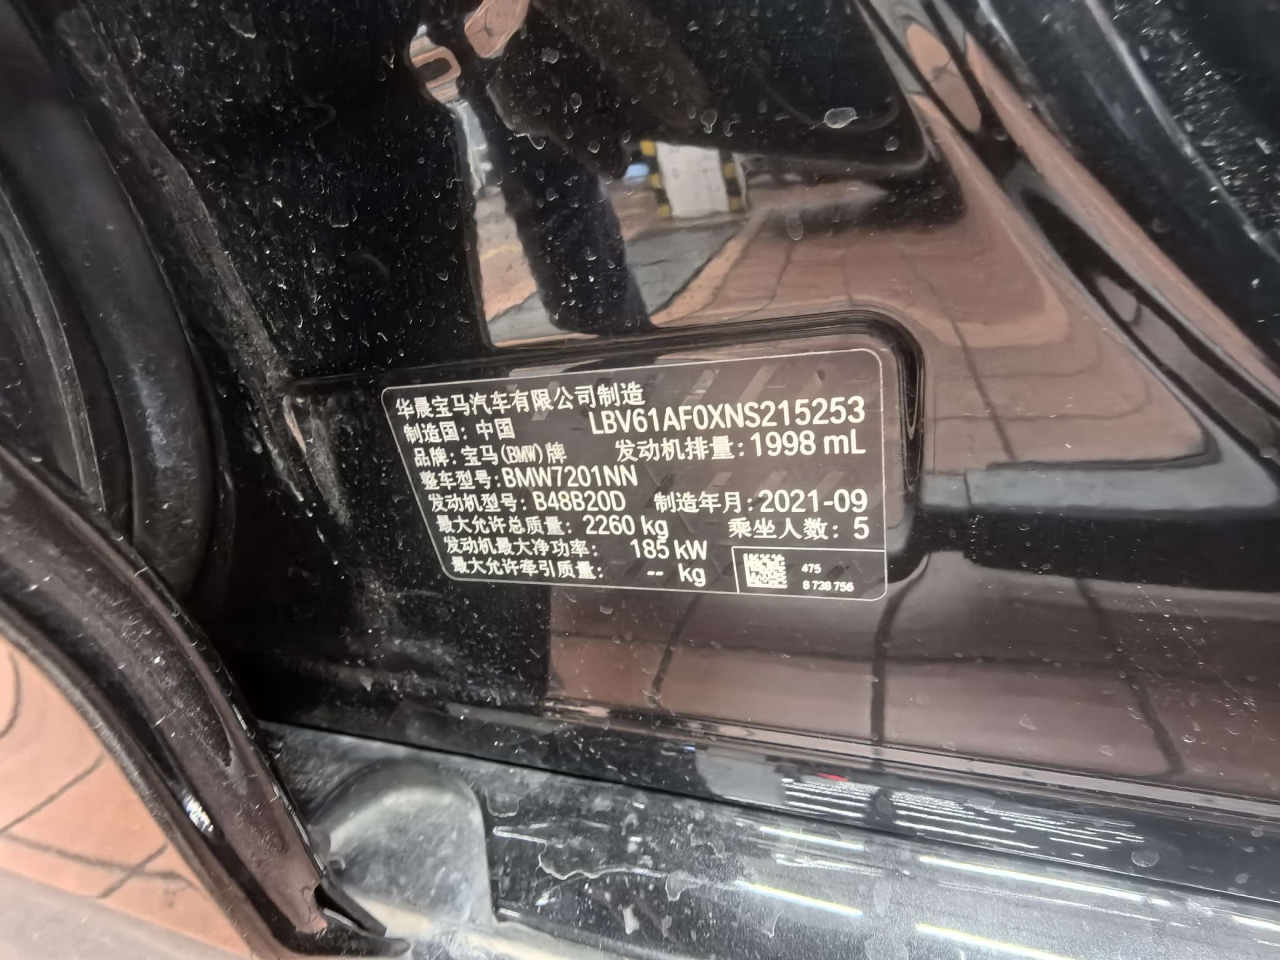 华晨宝马汽车有限公司制造
制造国：中国 LBV61AF0XNS215253
品牌：宝马(BMW)牌 发动机排量：1998 mL
整车型号：BMW7201NN
发动机型号：B48B20D 制造年月：2021-09
最大允许总质量：2260 kg 乘坐人数：5
发动机最大净功率：185 kW
最大允许牵引质量：-- kg
475
8 738 756